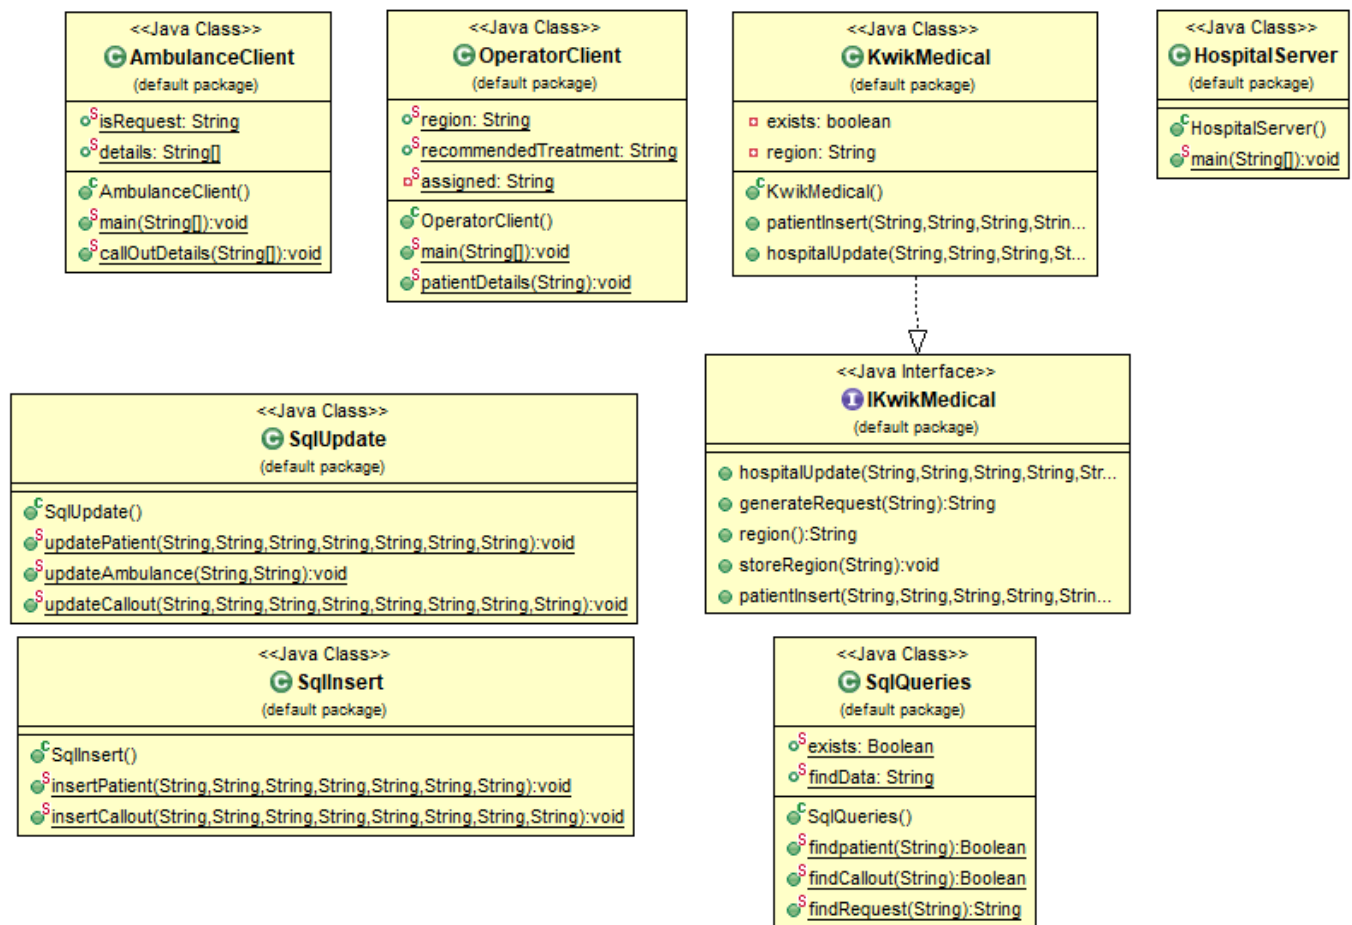 <<Java Class>>
AmbulanceClient
(default package)
isRequest: String
details: String[]
AmbulanceClient()
main(String[]):void
callOutDetails(String[]):void
<<Java Class>>
OperatorClient
(default package)
region: String
recommendedTreatment: String
assigned: String
OperatorClient()
main(String[]):void
patientDetails(String):void
<<Java Class>>
KwikMedical
(default package)
exists: boolean
region: String
KwikMedical()
patientInsert(String,String,String,Strin...
hospitalUpdate(String,String,String,St...
<<Java Class>>
HospitalServer
(default package)
HospitalServer()
main(String[]):void
<<Java Interface>>
IKwikMedical
(default package)
hospitalUpdate(String,String,String,String,Str...
generateRequest(String):String
region():String
storeRegion(String):void
patientInsert(String,String,String,String,Strin...
<<Java Class>>
SqlUpdate
(default package)
SqlUpdate()
updatePatient(String,String,String,String,String,String,String):void
updateAmbulance(String,String):void
updateCallout(String,String,String,String,String,String,String,String):void
<<Java Class>>
SqlInsert
(default package)
SqlInsert()
insertPatient(String,String,String,String,String,String,String):void
insertCallout(String,String,String,String,String,String,String,String):void
<<Java Class>>
SqlQueries
(default package)
exists: Boolean
findData: String
SqlQueries()
findpatient(String):Boolean
findCallout(String):Boolean
findRequest(String):String